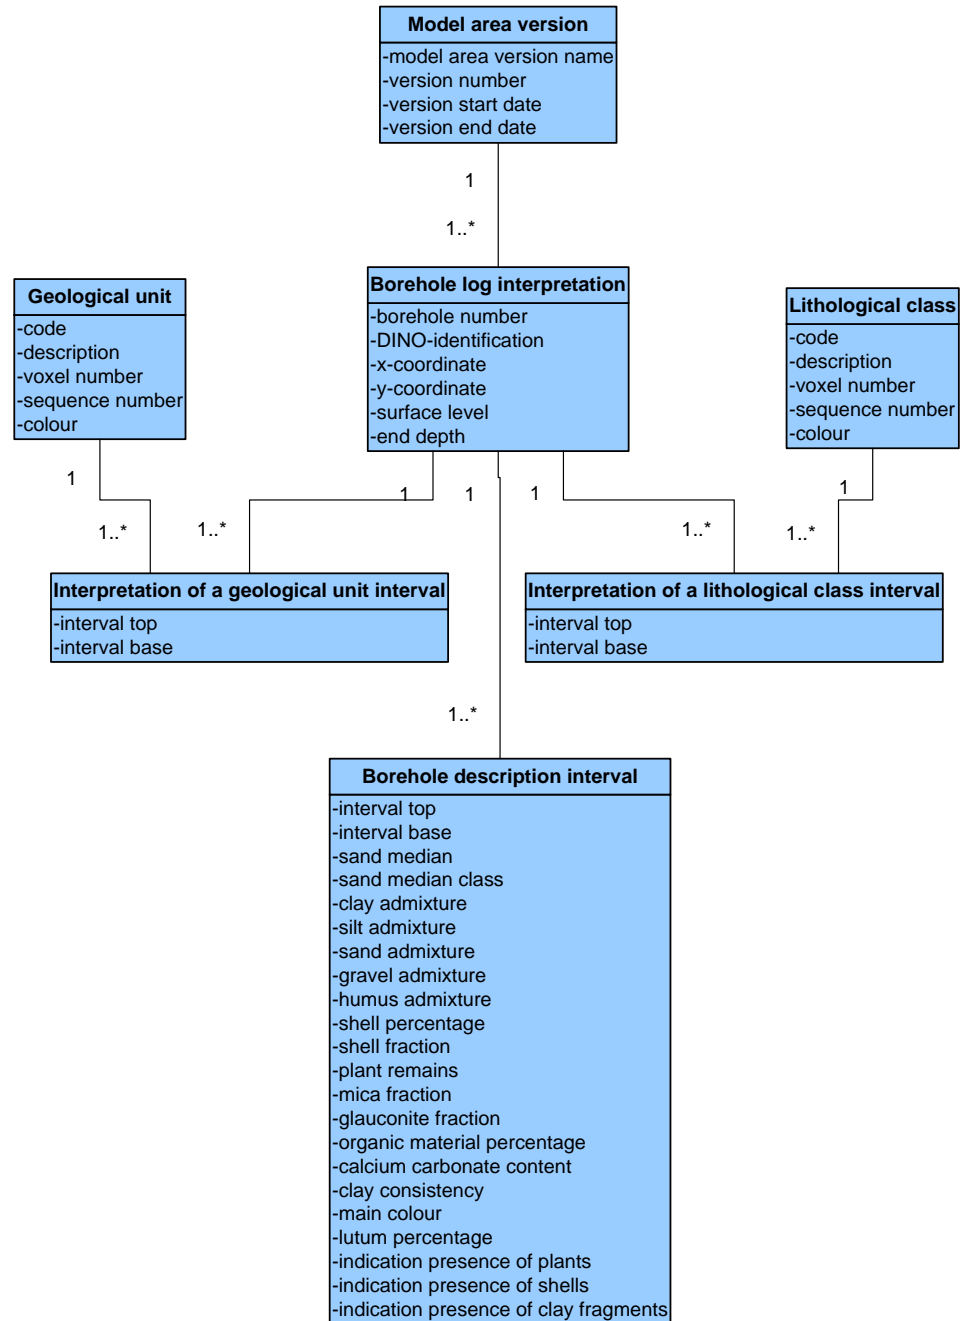 Model area version
-model area version name
-version number
-version start date
-version end date
1
1..*
Geological unit
-code
-description
-voxel number
-sequence number
-colour
Borehole log interpretation
-borehole number
-DINO-identification
-x-coordinate
-y-coordinate
-surface level
-end depth
Lithological class
-code
-description
-voxel number
-sequence number
-colour
1
1
1
1
1
1..*
1..*
1..*
1..*
Interpretation of a geological unit interval
-interval top
-interval base
Interpretation of a lithological class interval
-interval top
-interval base
1..*
Borehole description interval
-interval top
-interval base
-sand median
-sand median class
-clay admixture
-silt admixture
-sand admixture
-gravel admixture
-humus admixture
-shell percentage
-shell fraction
-plant remains
-mica fraction
-glauconite fraction
-organic material percentage
-calcium carbonate content
-clay consistency
-main colour
-lutum percentage
-indication presence of plants
-indication presence of shells
-indication presence of clay fragments